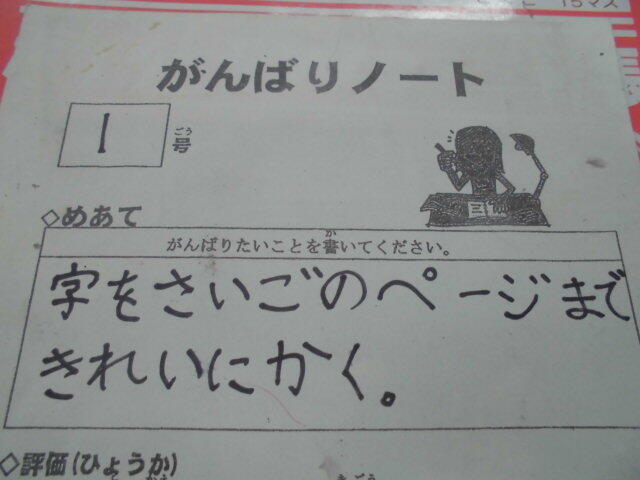 15マス
がんばりノート
1 号
ごう
◇めあて
がんばりたいことを書いてください。
か
字をさいごのページまで
きれいにかく。
◇評価(ひょうか)